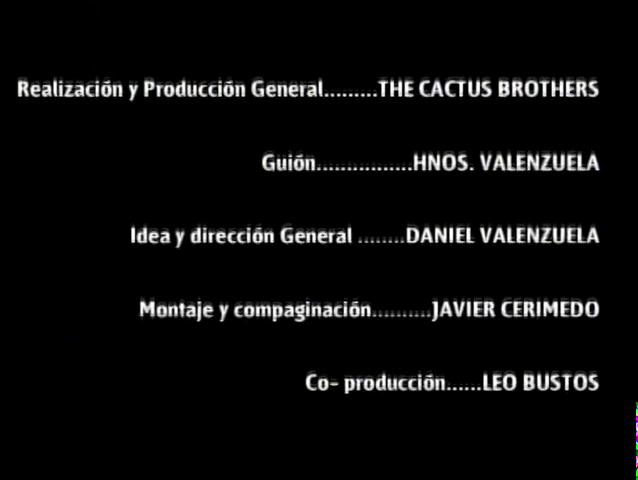 Realización y Producción General.........THE CACTUS BROTHERS
Guión................HNOS. VALENZUELA
Idea y dirección General ........DANIEL VALENZUELA
Montaje y compaginación..........JAVIER CERIMEDO
Co- producción......LEO BUSTOS